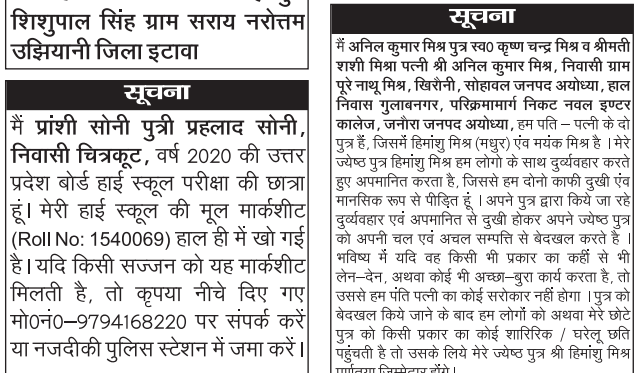 शिशुपाल सिंह ग्राम सराय नरोत्तम
उझियानी जिला इटावा
सूचना
मैं प्रांशी सोनी पुत्री प्रहलाद सोनी,
निवासी चित्रकूट, वर्ष 2020 की उत्तर
प्रदेश बोर्ड हाई स्कूल परीक्षा की छात्रा
हूं। मेरी हाई स्कूल की मूल मार्कशीट
(Roll No: 1540069) हाल ही में खो गई
है। यदि किसी सज्जन को यह मार्कशीट
मिलती है, तो कृपया नीचे दिए गए
मो0नं0–9794168220 पर संपर्क करें
या नजदीकी पुलिस स्टेशन में जमा करें।
सूचना
मैं अनिल कुमार मिश्र पुत्र स्व0 कृष्ण चन्द्र मिश्र व श्रीमती
शशी मिश्रा पत्नी श्री अनिल कुमार मिश्र, निवासी ग्राम
पूरे नाथू मिश्र, खिरौनी, सोहावल जनपद अयोध्या, हाल
निवास गुलाबनगर, परिक्रमामार्ग निकट नवल इण्टर
कालेज, जनौरा जनपद अयोध्या, हम पति – पत्नी के दो
पुत्र हैं, जिसमें हिमांशु मिश्र (मधुर) एंव मयंक मिश्र है । मेरे
ज्येष्ठ पुत्र हिमांशु मिश्र हम लोगो के साथ दुर्व्यवहार करते
हुए अपमानित करता है, जिससे हम दोनो काफी दुखी एंव
मानसिक रूप से पीड़ित हूं । अपने पुत्र द्वारा किये जा रहे
दुर्व्यवहार एवं अपमानित से दुखी होकर अपने ज्येष्ठ पुत्र
को अपनी चल एवं अचल सम्पत्ति से बेदखल करते है ।
भविष्य में यदि वह किसी भी प्रकार का कहीं से भी
लेन–देन, अथवा कोई भी अच्छा–बुरा कार्य करता है, तो
उससे हम पंति पत्नी का कोई सरोकार नहीं होगा । पुत्र को
बेदखल किये जाने के बाद हम लोगों को अथवा मेरे छोटे
पुत्र को किसी प्रकार का कोई शारिरिक / घरेलू छति
पहुंचती है तो उसके लिये मेरे ज्येष्ठ पुत्र श्री हिमांशु मिश्र
पूर्णतया जिम्मेदार होंगे।